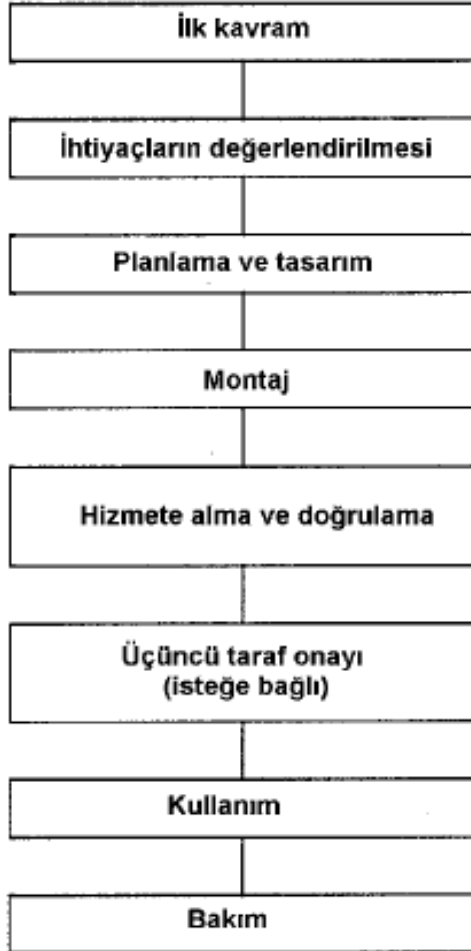 İlk kavram
İhtiyaçların değerlendirilmesi
Planlama ve tasarım
Montaj
Hizmete alma ve doğrulama
Üçüncü taraf onayı
(isteğe bağlı)
Kullanım
Bakım